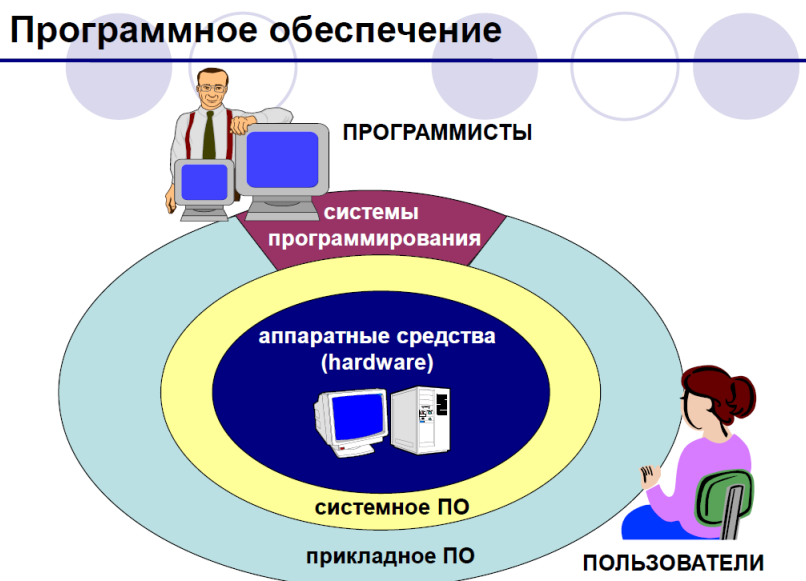 Программное обеспечение
ПРОГРАММИСТЫ
системы
программирования
аппаратные средства
(hardware)
системное ПО
прикладное ПО
ПОЛЬЗОВАТЕЛИ